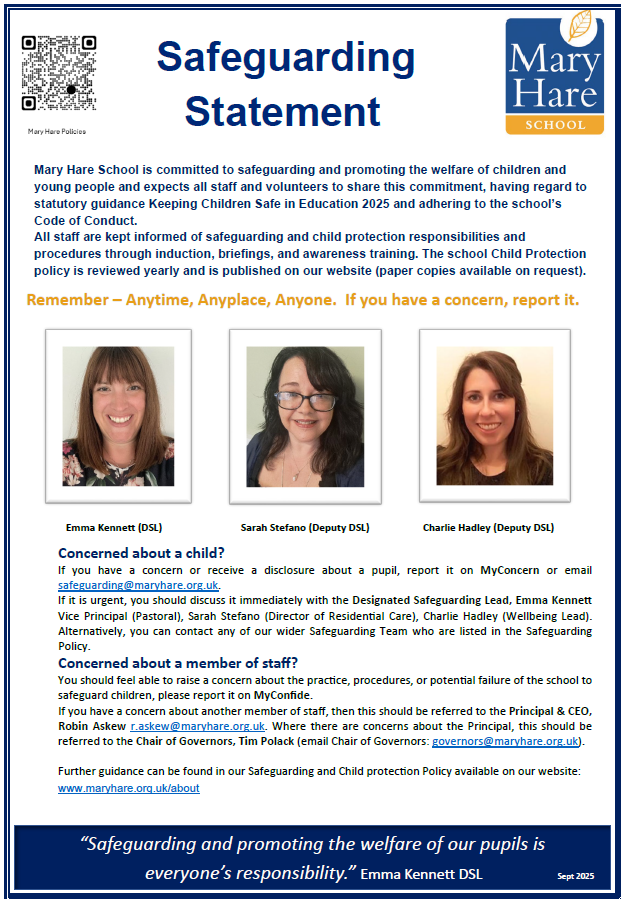 Safeguarding
Statement
Mary Hare Policies
Mary
Hare
SCHOOL
Mary Hare School is committed to safeguarding and promoting the welfare of children and
young people and expects all staff and volunteers to share this commitment, having regard to
statutory guidance Keeping Children Safe in Education 2025 and adhering to the school's
Code of Conduct.
All staff are kept informed of safeguarding and child protection responsibilities and
procedures through induction, briefings, and awareness training. The school Child Protection
policy is reviewed yearly and is published on our website (paper copies available on request).
Remember – Anytime, Anyplace, Anyone. If you have a concern, report it.
Emma Kennett (DSL)
Sarah Stefano (Deputy DSL)
Charlie Hadley (Deputy DSL)
Concerned about a child?
If you have a concern or receive a disclosure about a pupil, report it on MyConcern or email
safeguarding@maryhare.org.uk.
If it is urgent, you should discuss it immediately with the Designated Safeguarding Lead, Emma Kennett
Vice Principal (Pastoral), Sarah Stefano (Director of Residential Care), Charlie Hadley (Wellbeing Lead).
Alternatively, you can contact any of our wider Safeguarding Team who are listed in the Safeguarding
Policy.
Concerned about a member of staff?
You should feel able to raise a concern about the practice, procedures, or potential failure of the school to
safeguard children, please report it on MyConfide.
If you have a concern about another member of staff, then this should be referred to the Principal & CEO,
Robin Askew r.askew@maryhare.org.uk. Where there are concerns about the Principal, this should be
referred to the Chair of Governors, Tim Polack (email Chair of Governors: governors@maryhare.org.uk).
Further guidance can be found in our Safeguarding and Child protection Policy available on our website:
www.maryhare.org.uk/about
“Safeguarding and promoting the welfare of our pupils is
everyone's responsibility.” Emma Kennett DSL
Sept 2025